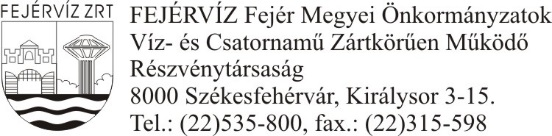 FEJÉRVÍZ ZRT
FEJÉRVÍZ Fejér Megyei Önkormányzatok
Víz- és Csatornamű Zártkörűen Működő
Részvénytársaság
8000 Székesfehérvár, Királysor 3-15.
Tel.: (22)535-800, fax.: (22)315-598